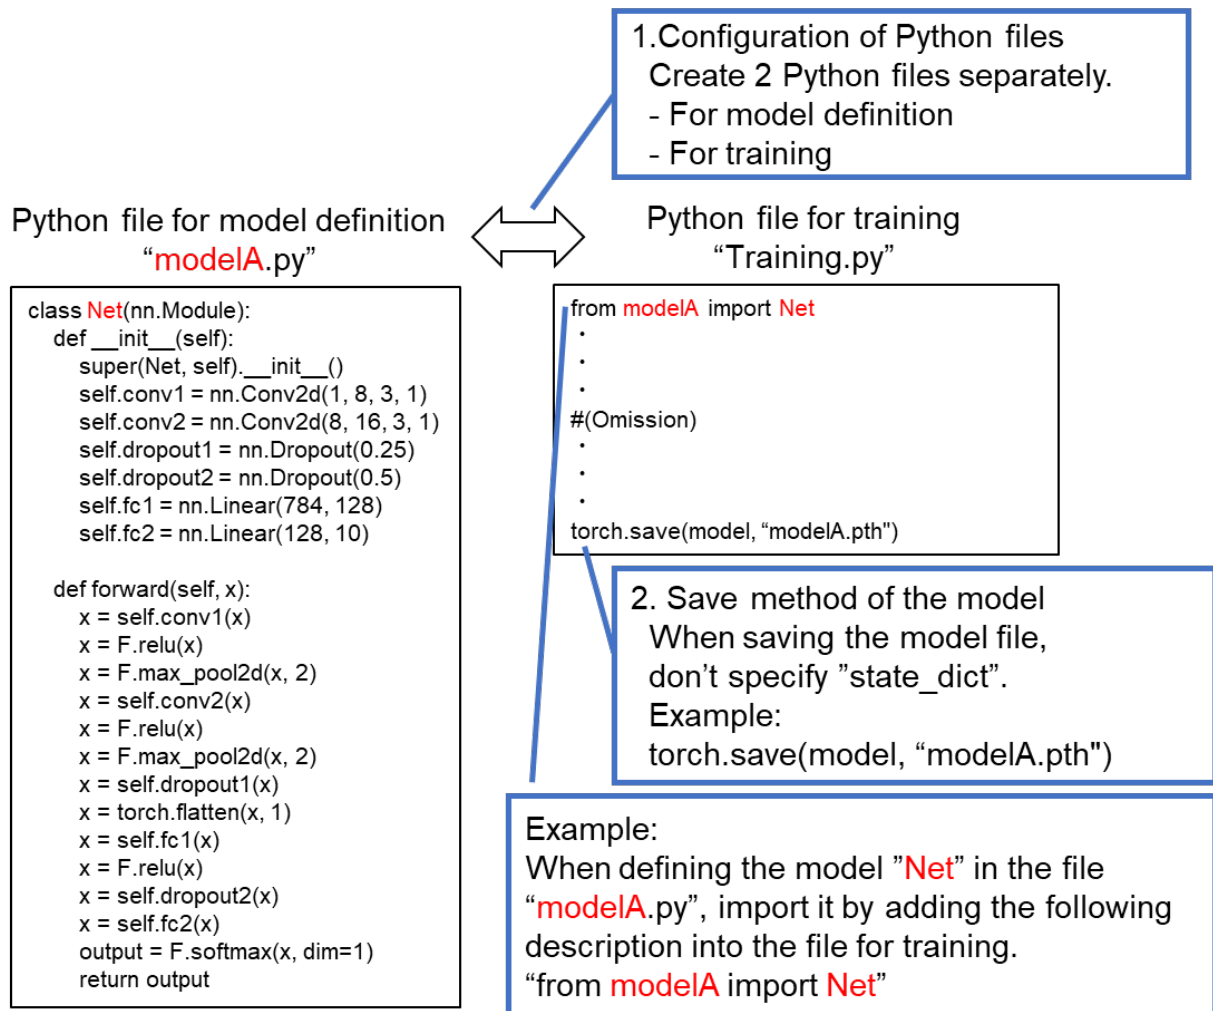 1.Configuration of Python files
Create 2 Python files separately.
- For model definition
- For training
Python file for model definition
“modelA.py”
Python file for training
“Training.py”
class Net(nn.Module):
def __init__(self):
super(Net, self).__init__()
self.conv1 = nn.Conv2d(1, 8, 3, 1)
self.conv2 = nn.Conv2d(8, 16, 3, 1)
self.dropout1 = nn.Dropout(0.25)
self.dropout2 = nn.Dropout(0.5)
self.fc1 = nn.Linear(784, 128)
self.fc2 = nn.Linear(128, 10)
def forward(self, x):
x = self.conv1(x)
x = F.relu(x)
x = F.max_pool2d(x, 2)
x = self.conv2(x)
x = F.relu(x)
x = F.max_pool2d(x, 2)
x = self.dropout1(x)
x = torch.flatten(x, 1)
x = self.fc1(x)
x = F.relu(x)
x = self.dropout2(x)
x = self.fc2(x)
output = F.softmax(x, dim=1)
return output
from modelA import Net
・
・
・
#(Omission)
・
・
・
torch.save(model, “modelA.pth")
2. Save method of the model
When saving the model file,
don’t specify ”state_dict”.
Example:
torch.save(model, “modelA.pth")
Example:
When defining the model ”Net” in the file
“modelA.py”, import it by adding the following
description into the file for training.
“from modelA import Net”